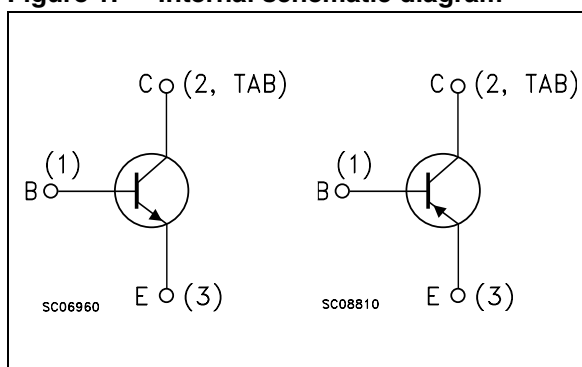 Figure 1. Internal schematic diagram
C (2, TAB)
(1)
B
E (3)
SC06960
C (2, TAB)
(1)
B
E (3)
SC08810